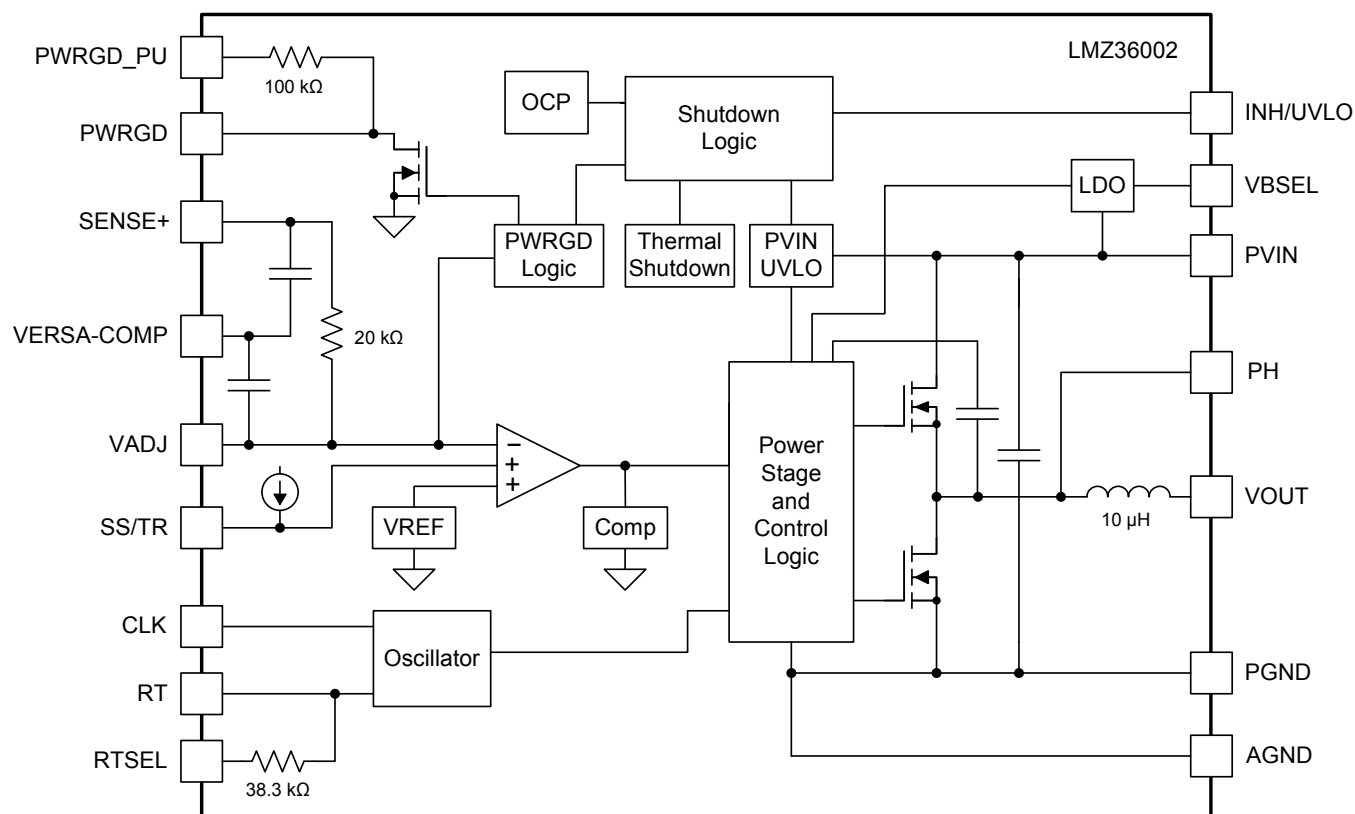 LMZ36002
PWRGD_PU
100 kΩ
PWRGD
SENSE+
VERSA-COMP
20 kΩ
VADJ
SS/TR
CLK
RT
RTSEL
38.3 kΩ
OCP
Shutdown
Logic
PWRGD
Logic
Thermal
Shutdown
PVIN
UVLO
LDO
−
+
+
VREF
Comp
Oscillator
Power
Stage
and
Control
Logic
10 µH
INH/UVLO
VBSEL
PVIN
PH
VOUT
PGND
AGND